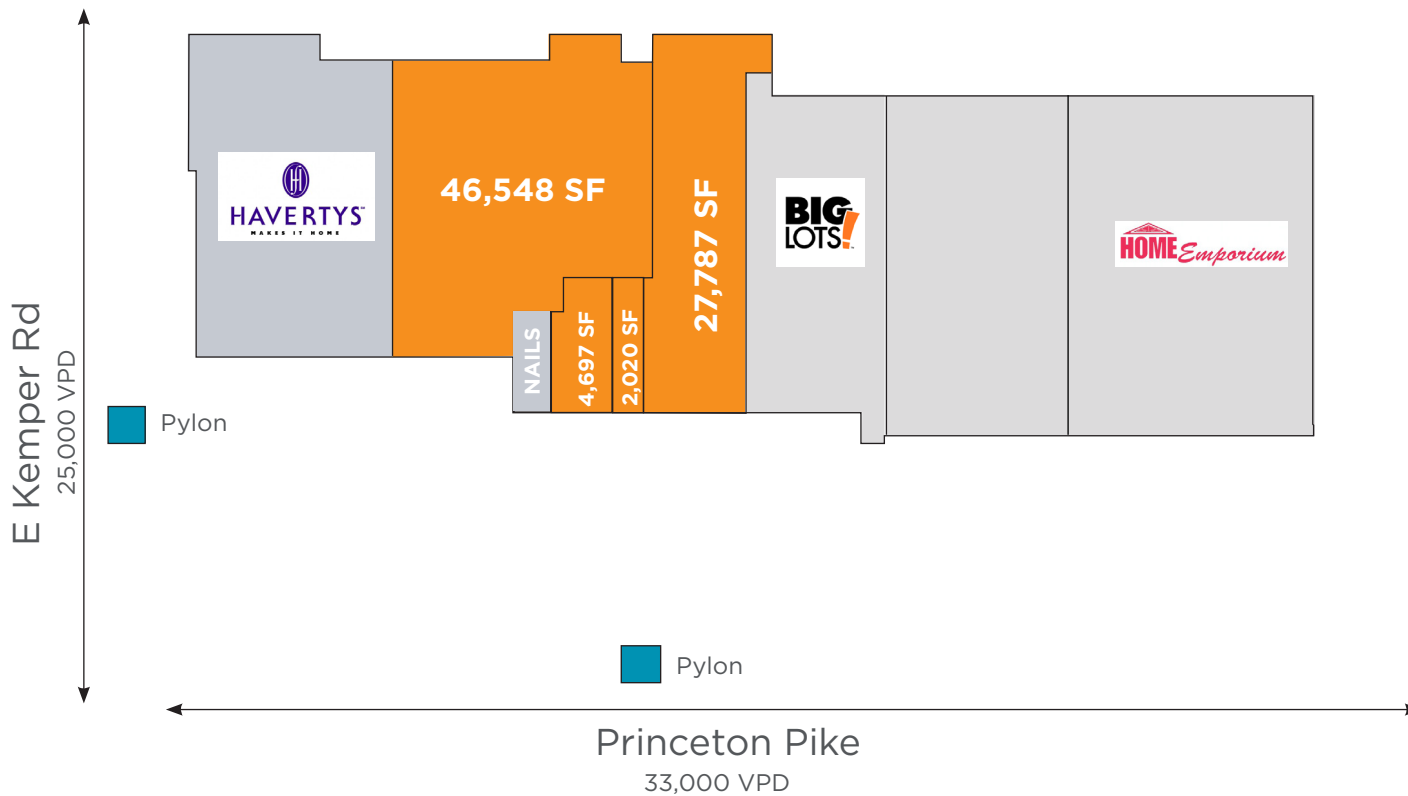 HAVERTYS™
MAKES IT HOME
46,548 SF
27,787 SF
BIG
LOTS!
HOME Emporium
NAILS
4,697 SF
2,020 SF
E Kemper Rd
25,000 VPD
Pylon
Pylon
Princeton Pike
33,000 VPD